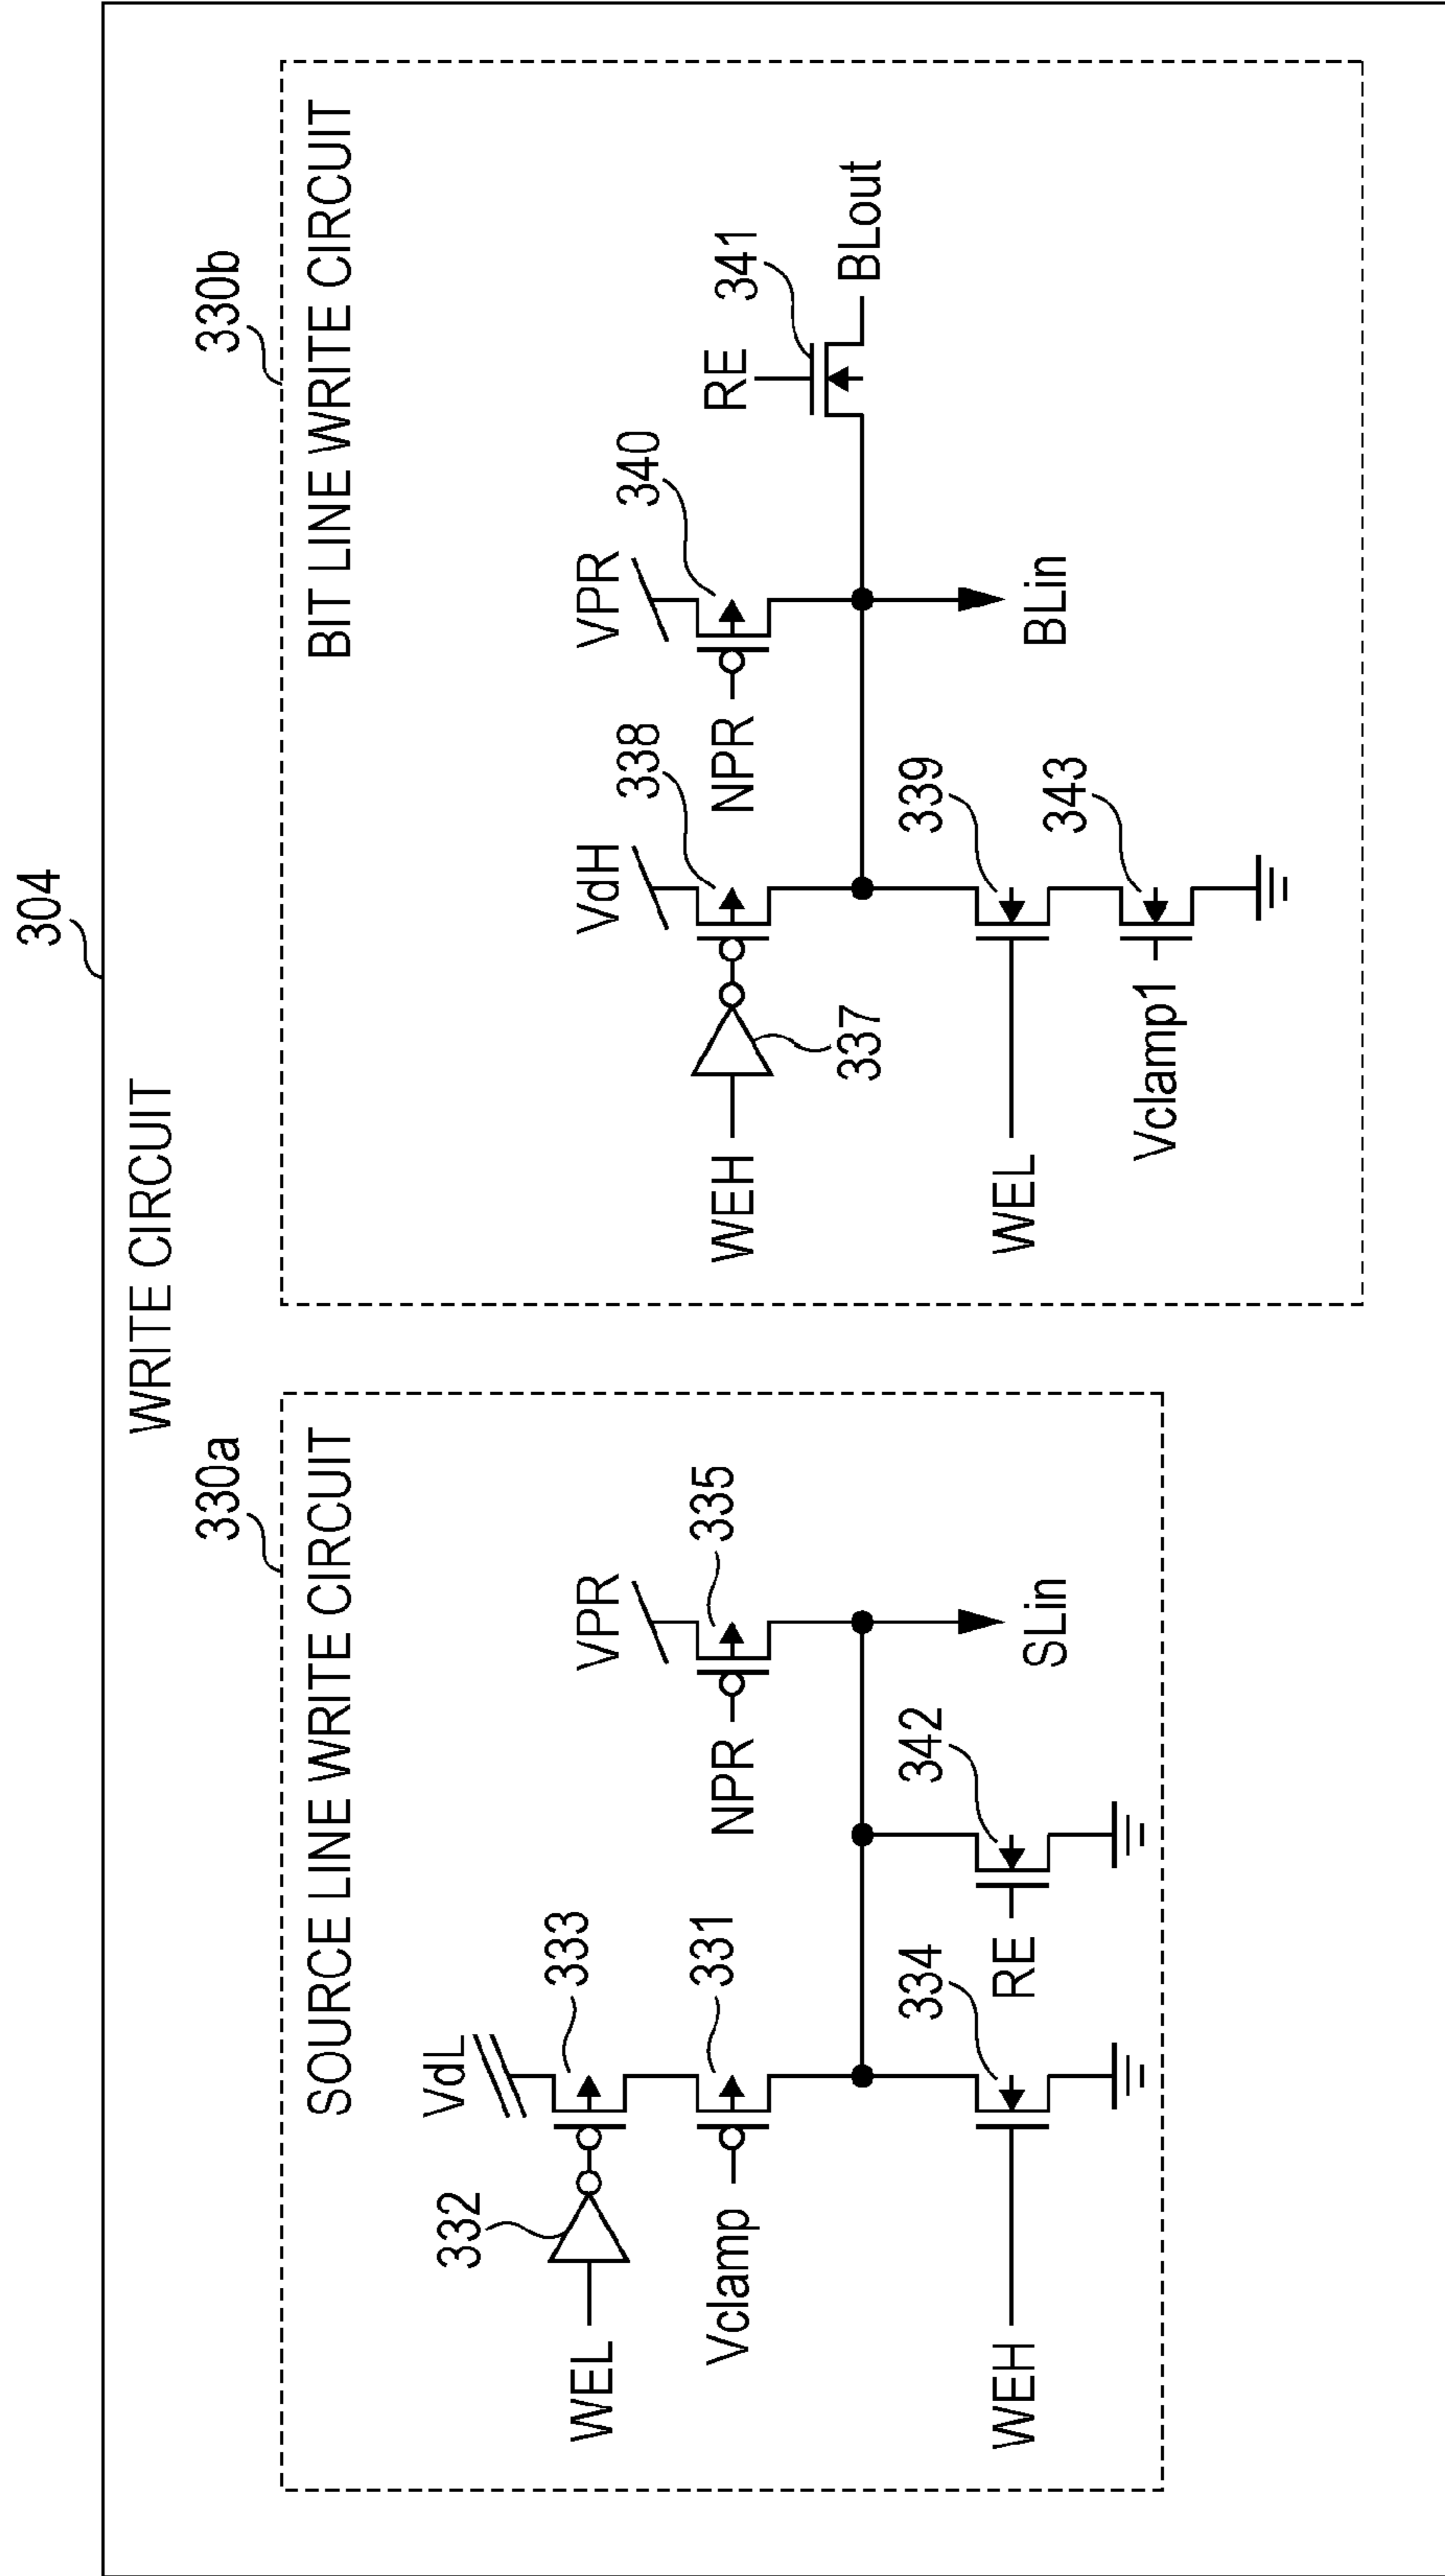 304
WRITE CIRCUIT
330a
SOURCE LINE WRITE CIRCUIT
VdL
333
332
WEL
VPR
331
335
Vclamp
NPR
334
342
WEH
RE
SLin
330b
BIT LINE WRITE CIRCUIT
VdH
338
VPR
340
RE
341
WEH
337
NPR
BLout
339
WEL
BLin
343
Vclamp1